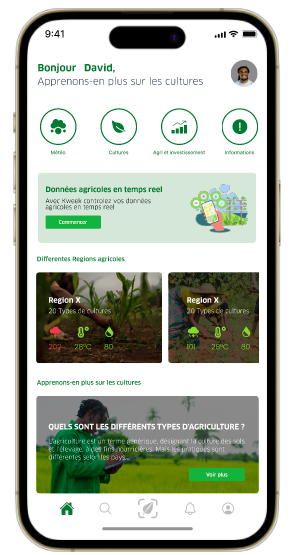 9:41
Bonjour David,
Apprenons-en plus sur les cultures
Météo
Cultures
Agri et investissement
Informations
Données agricoles en temps reel
Avec Kweek controlez vos données
agricoles en temps reel
Commencer
Differentes Regions agricoles
Region X
20 Types de cultures
28°C
80
Region X
20 Types de cultures
101
28°C
80
Apprenons-en plus sur les cultures
QUELS SONT LES DIFFÉRENTS TYPES D'AGRICULTURE ?
L'agriculture est un terme générique, désignant la culture des sols
et l'élevage, à des fins nourricières. Mais les pratiques sont
différentes selon les pays...
Voir plus